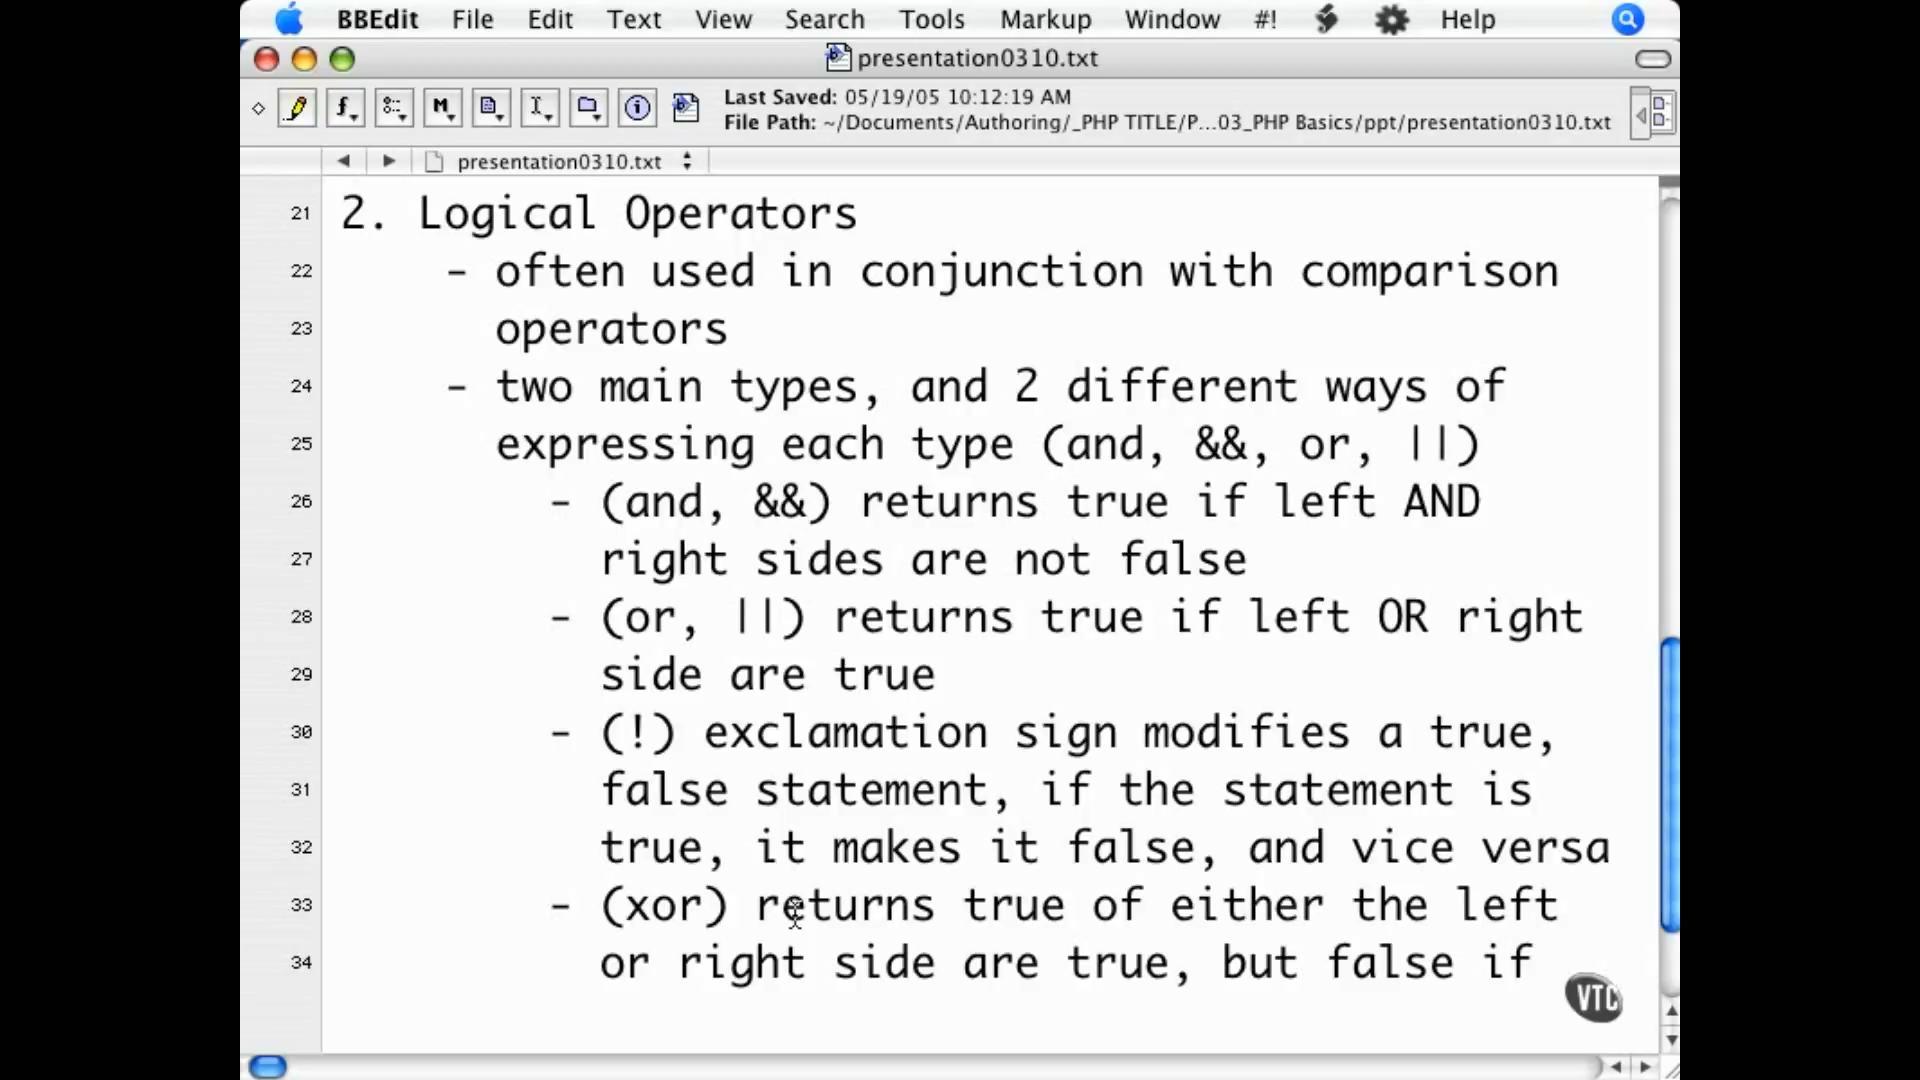 BBEdit File Edit Text View Search Tools Markup Window #! Help
presentation0310.txt
Last Saved: 05/19/05 10:12:19 AM
File Path: ~/Documents/Authoring/_PHP TITLE/P...03_PHP Basics/ppt/presentation0310.txt
presentation0310.txt
21 2. Logical Operators
22 - often used in conjunction with comparison
23 operators
24 - two main types, and 2 different ways of
25 expressing each type (and, &&, or, ||)
26 - (and, &&) returns true if left AND
27 right sides are not false
28 - (or, ||) returns true if left OR right
29 side are true
30 - (!) exclamation sign modifies a true,
31 false statement, if the statement is
32 true, it makes it false, and vice versa
33 - (xor) returns true of either the left
34 or right side are true, but false if
VTC